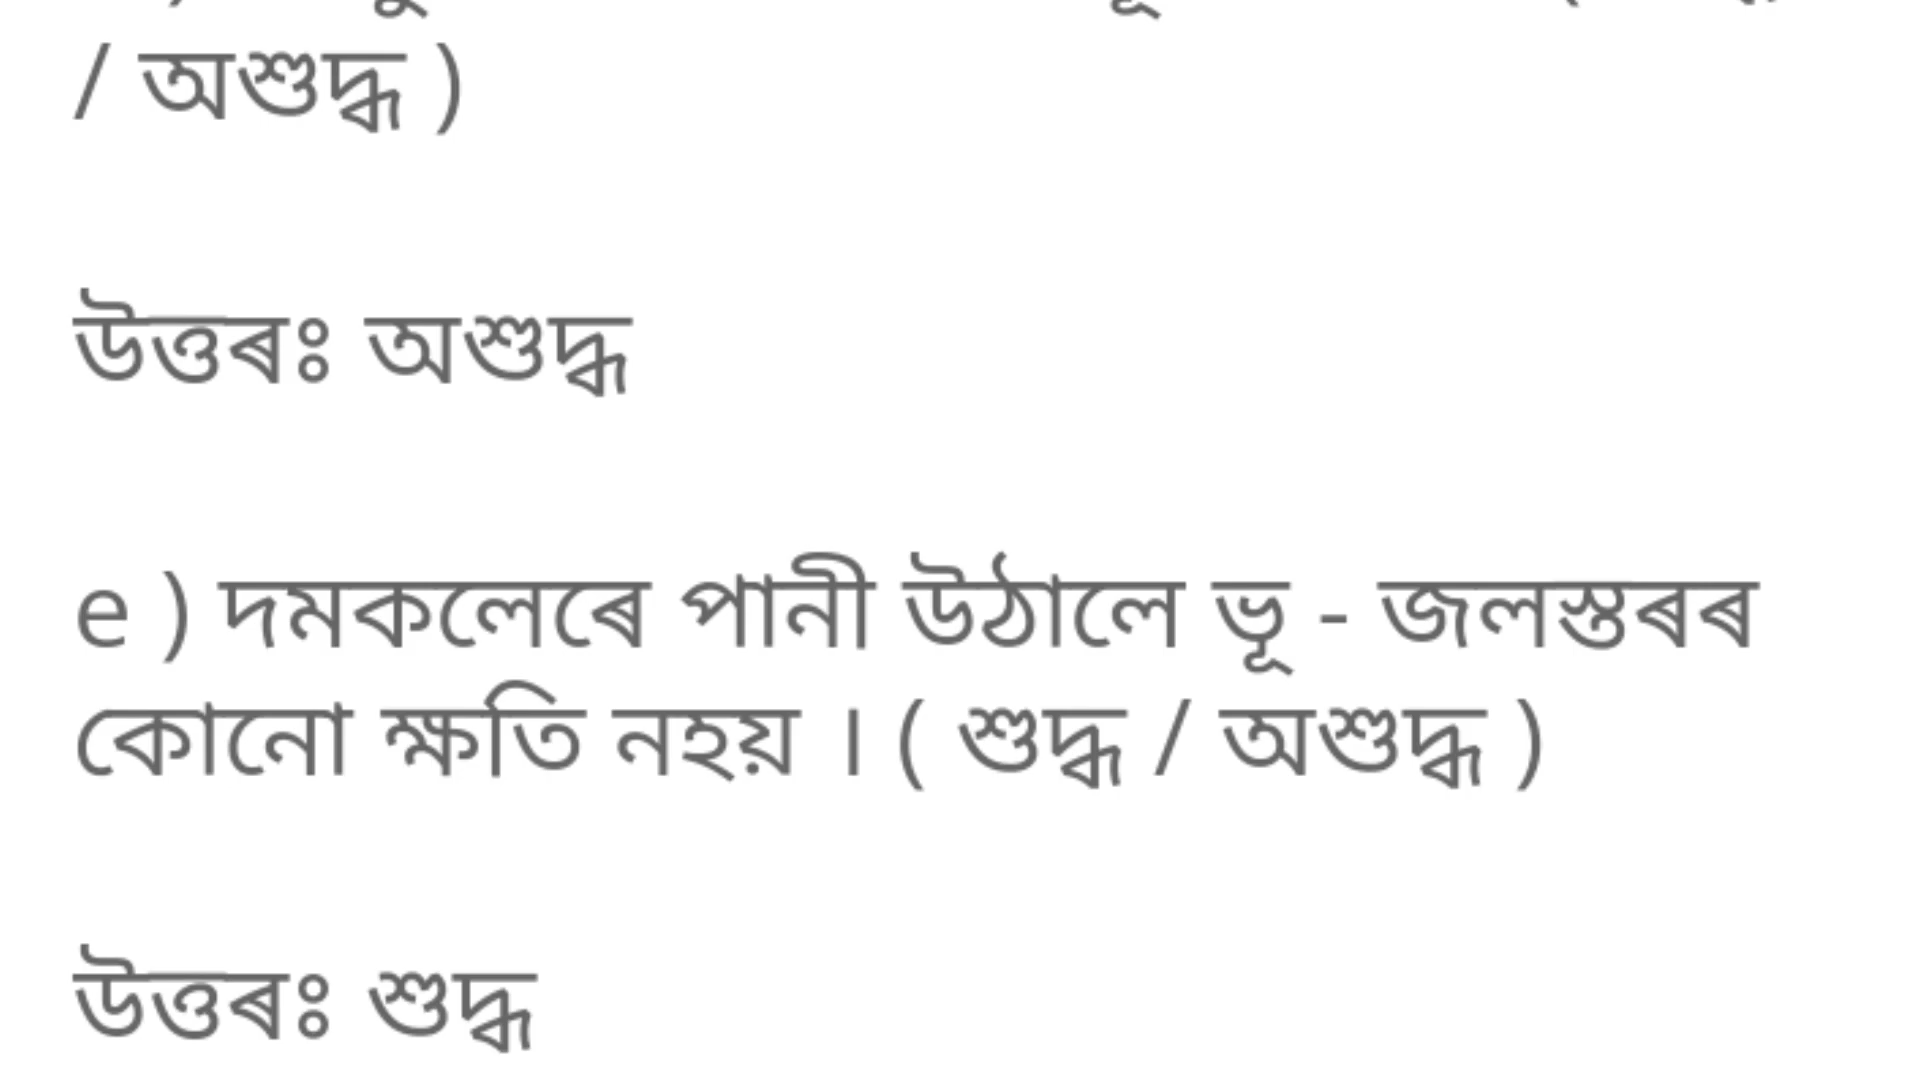 / অশুদ্ধ )
উত্তৰঃ অশুদ্ধ
e ) দমকলেৰে পানী উঠালে ভূ - জলস্তৰৰ
কোনো ক্ষতি নহয় । ( শুদ্ধ / অশুদ্ধ )
উত্তৰঃ শুদ্ধ